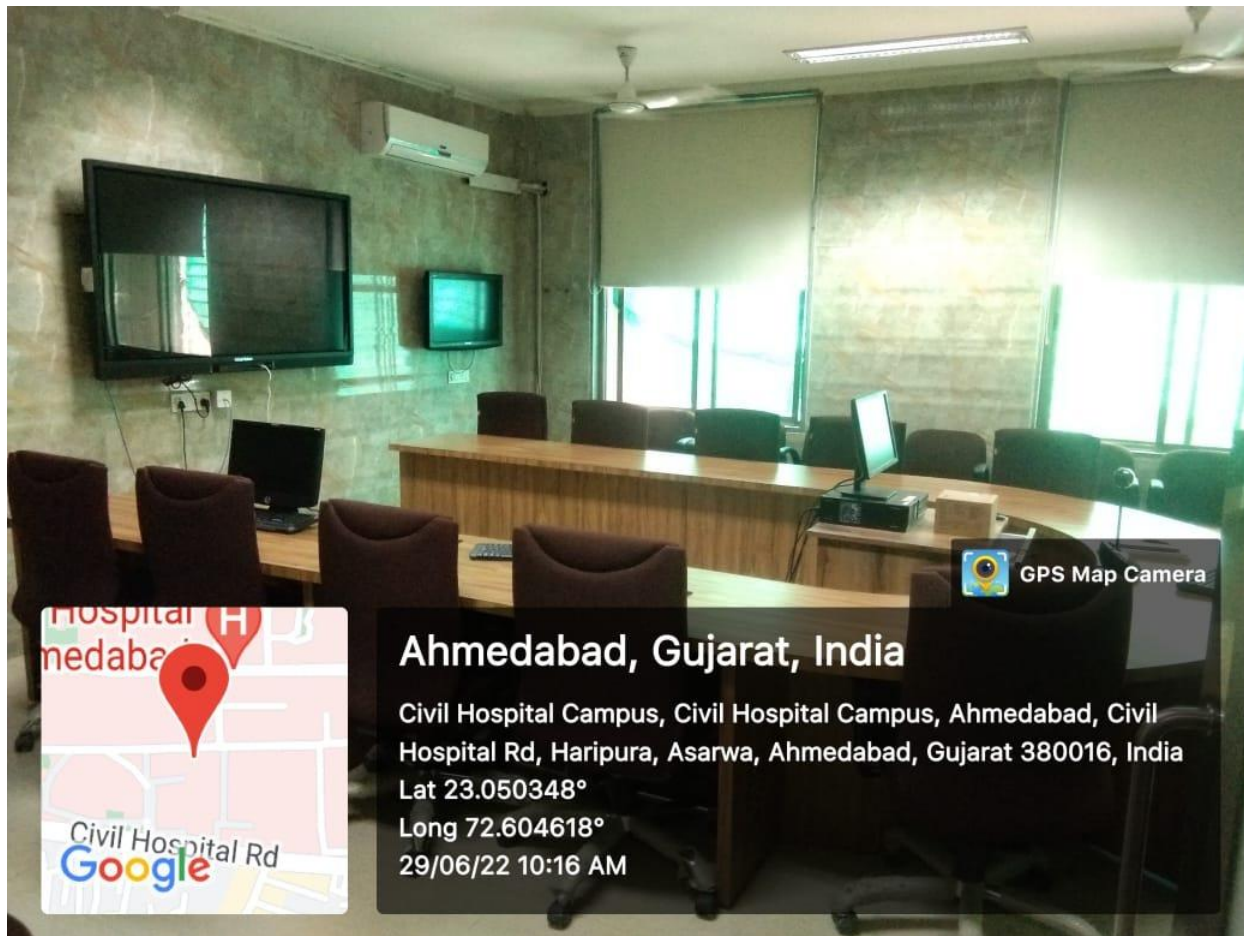 GPS Map Camera
Hospital
H
Civil Hospital Rd
Google
Ahmedabad, Gujarat, India
Civil Hospital Campus, Civil Hospital Campus, Ahmedabad, Civil
Hospital Rd, Haripura, Asarwa, Ahmedabad, Gujarat 380016, India
Lat 23.050348°
Long 72.604618°
29/06/22 10:16 AM